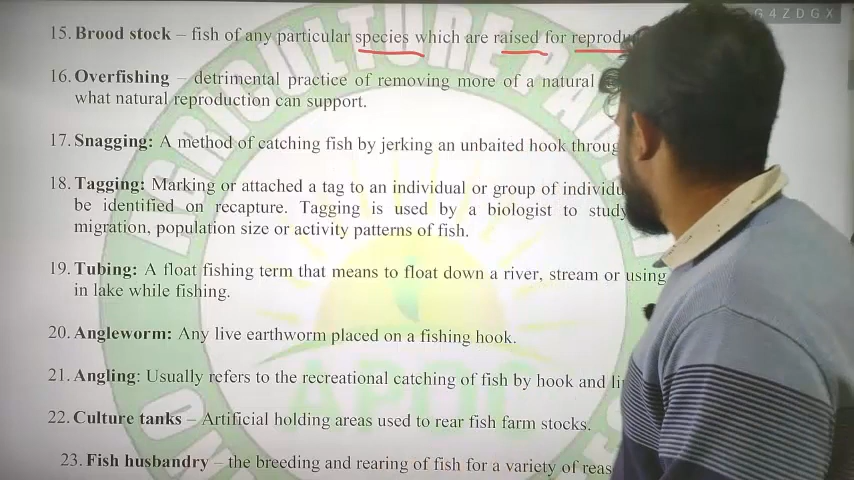 G4ZDGX
15. Brood stock – fish of any particular species which are raised for
16. Overfishing – detrimental practice of removing more of a natural
what natural reproduction can support.
17. Snagging: A method of catching fish by jerking an unbaited hook
18. Tagging: Marking or attached a tag to an individual or group of
be identified on recapture. Tagging is used by a biologist to study
migration, population size or activity patterns of fish.
19. Tubing: A float fishing term that means to float down a river, stream or using
in lake while fishing.
20. Angleworm: Any live earthworm placed on a fishing hook.
21. Angling: Usually refers to the recreational catching of fish by hook and
22. Culture tanks – Artificial holding areas used to rear fish farm stocks.
23. Fish husbandry – the breeding and rearing of fish for a variety of
AGRICULTURE
APOC